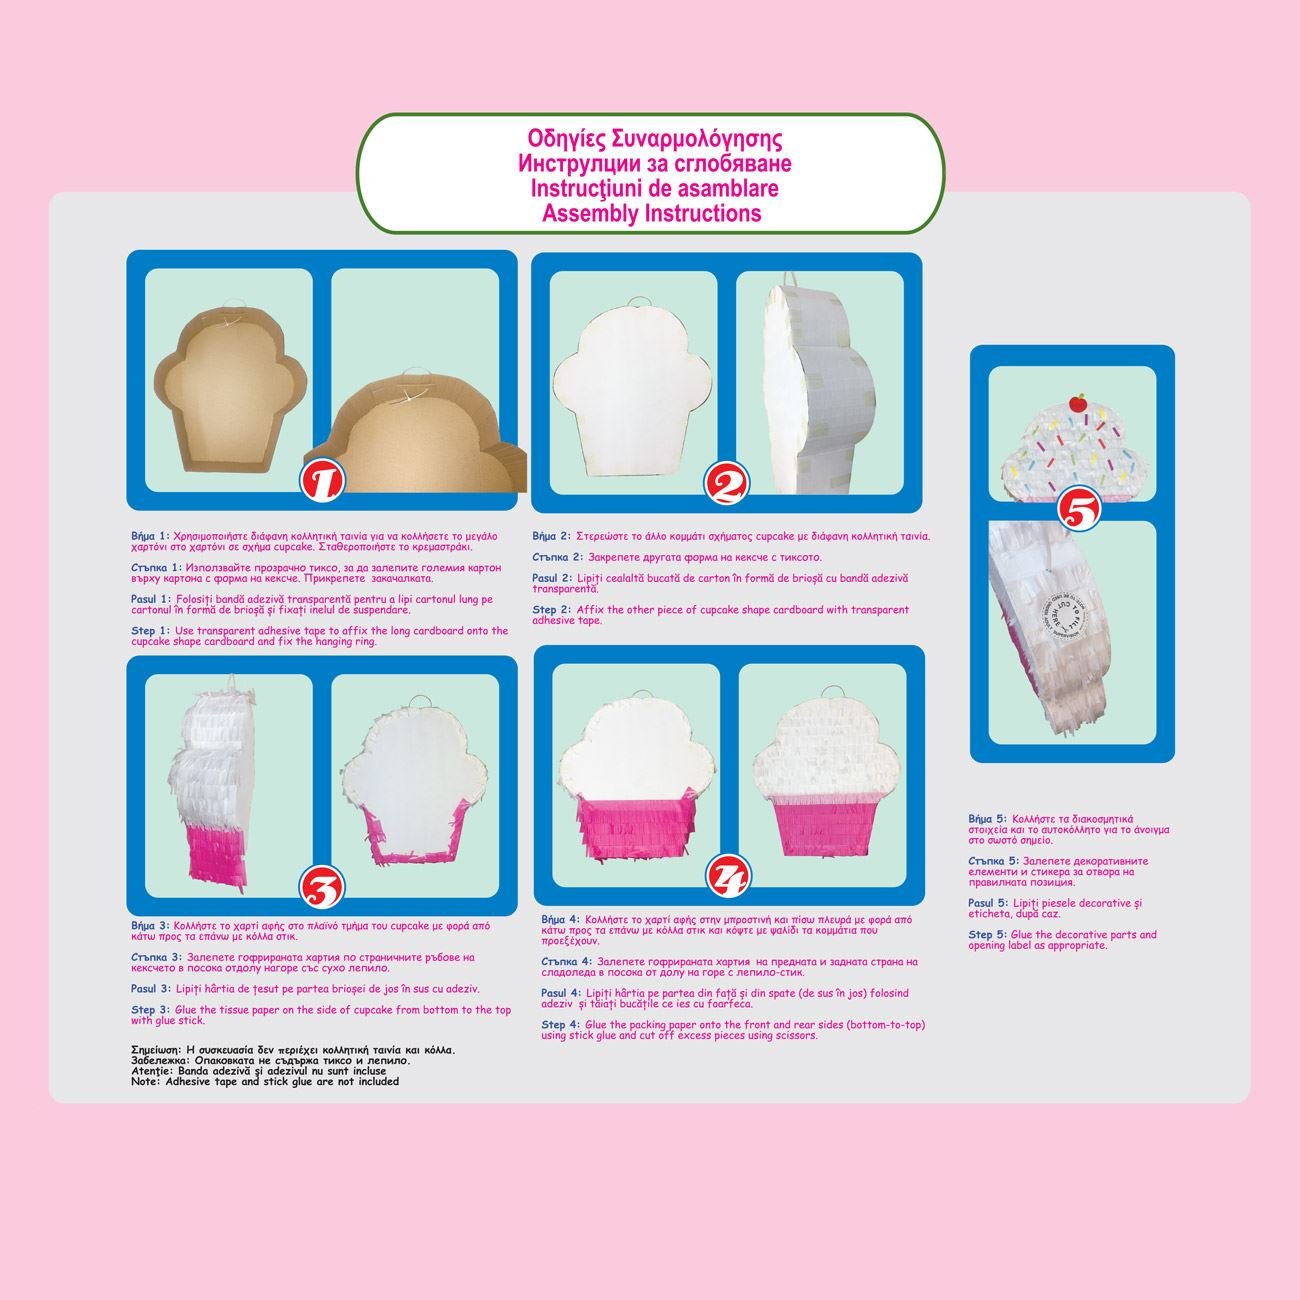 Οδηγίες Συναρμολόγησης
Инструлции за сглобяване
Instrucţiuni de asamblare
Assembly Instructions
1
Βήμα 1: Χρησιμοποιήστε διάφανη κολλητική ταινία για να κολλήσετε το μεγάλο
χαρτόνι στο χαρτόνι σε σχήμα cupcake. Σταθεροποιήστε το κρεμαστράκι.
Стъпка 1: Използвайте прозрачно тиксо, за да залепите големия картон
върху картона с форма на кексче. Прикрепете закачалката.
Pasul 1: Folosiți bandă adezivă transparentă pentru a lipi cartonul lung pe
cartonul în formă de brioșă și fixați inelul de suspendare.
Step 1: Use transparent adhesive tape to affix the long cardboard onto the
cupcake shape cardboard and fix the hanging ring.
2
Βήμα 2: Στερεώστε το άλλο κομμάτι σχήματος cupcake με διάφανη κολλητική ταινία.
Стъпка 2: Закрепете другата форма на кексче с тиксото.
Pasul 2: Lipiți cealaltă bucată de carton în formă de brioșă cu bandă adezivă
transparentă.
Step 2: Affix the other piece of cupcake shape cardboard with transparent
adhesive tape.
3
Βήμα 3: Κολλήστε το χαρτί αφής στο πλαϊνό τμήμα του cupcake με φορά από
κάτω προς τα επάνω με κόλλα στικ.
Стъпка 3: Залепете гофрираната хартия по страничните ръбове на
кексчето в посока отдолу нагоре със сухо лепило.
Pasul 3: Lipiți hârtia de țesut pe partea brioșei de jos în sus cu adeziv.
Step 3: Glue the tissue paper on the side of cupcake from bottom to the top
with glue stick.
4
Βήμα 4: Κολλήστε το χαρτί αφής στην μπροστινή και πίσω πλευρά με φορά από
κάτω προς τα επάνω με κόλλα στικ και κόψτε με ψαλίδι τα κομμάτια που
προεξέχουν.
Стъпка 4: Залепете гофрираната хартия на предната и задната страна на
сладоледа в посока от долу на горе с лепило-стик.
Pasul 4: Lipiți hârtia pe partea din față și din spate (de sus în jos) folosind
adeziv și tăiați bucățile ce ies cu foarfeca.
Step 4: Glue the packing paper onto the front and rear sides (bottom-to-top)
using stick glue and cut off excess pieces using scissors.
5
CUT HERE
TO FILL
Βήμα 5: Κολλήστε τα διακοσμητικά
στοιχεία και το αυτοκόλλητο για το άνοιγμα
στο σωστό σημείο.
Стъпка 5: Залепете декоративните
елементи и стикера за отвора на
правилната позиция.
Pasul 5: Lipiți piesele decorative și
eticheta, după caz.
Step 5: Glue the decorative parts and
opening label as appropriate.
Σημείωση: Η συσκευασία δεν περιέχει κολλητική ταινία και κόλλα.
Забележка: Опаковката не съдържа тиксо и лепило.
Atenţie: Banda adezivă şi adezivul nu sunt incluse
Note: Adhesive tape and stick glue are not included